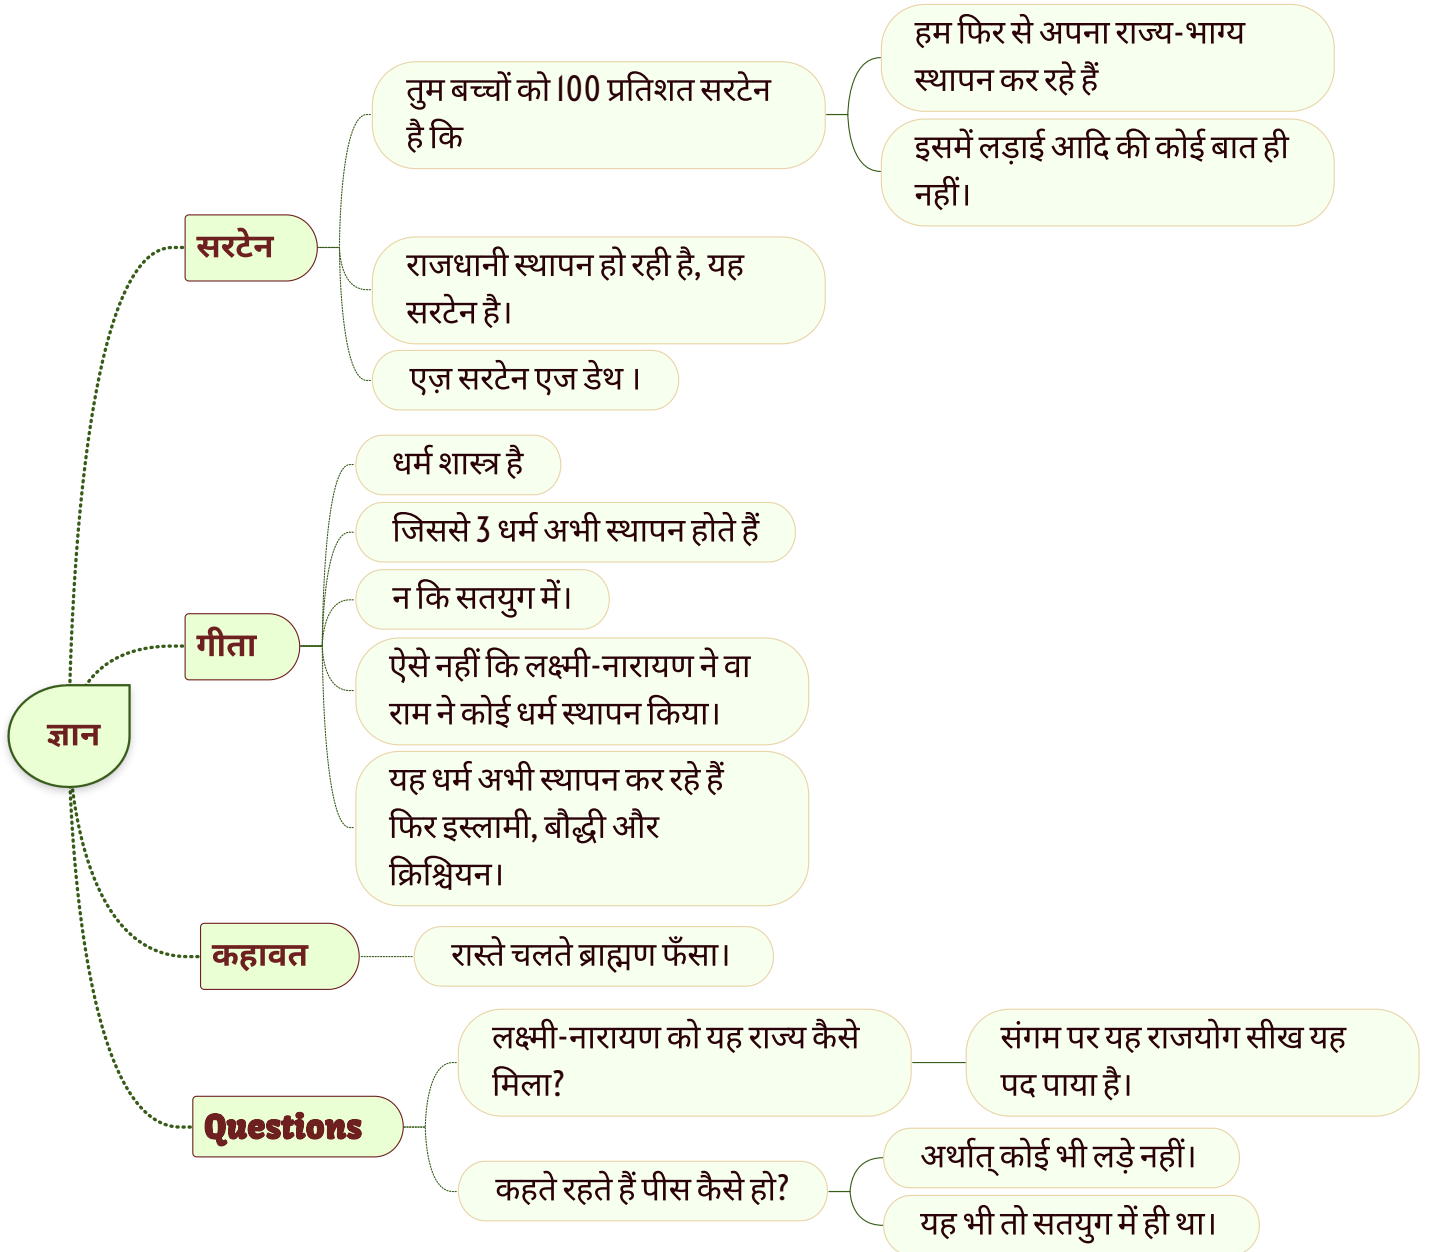 ज्ञान
सरटेन
तुम बच्चों को 100 प्रतिशत सरटेन
है कि
हम फिर से अपना राज्य-भाग्य
स्थापन कर रहे हैं
इसमें लड़ाई आदि की कोई बात ही
नहीं।
राजधानी स्थापन हो रही है, यह
सरटेन है।
एज़ सरटेन एज डेथ ।
गीता
धर्म शास्त्र है
जिससे 3 धर्म अभी स्थापन होते हैं
न कि सतयुग में।
ऐसे नहीं कि लक्ष्मी-नारायण ने वा
राम ने कोई धर्म स्थापन किया।
यह धर्म अभी स्थापन कर रहे हैं
फिर इस्लामी, बौद्धी और
क्रिश्चियन।
कहावत
रास्ते चलते ब्राह्मण फँसा।
Questions
लक्ष्मी-नारायण को यह राज्य कैसे
मिला?
संगम पर यह राजयोग सीख यह
पद पाया है।
कहते रहते हैं पीस कैसे हो?
अर्थात् कोई भी लड़े नहीं।
यह भी तो सतयुग में ही था।